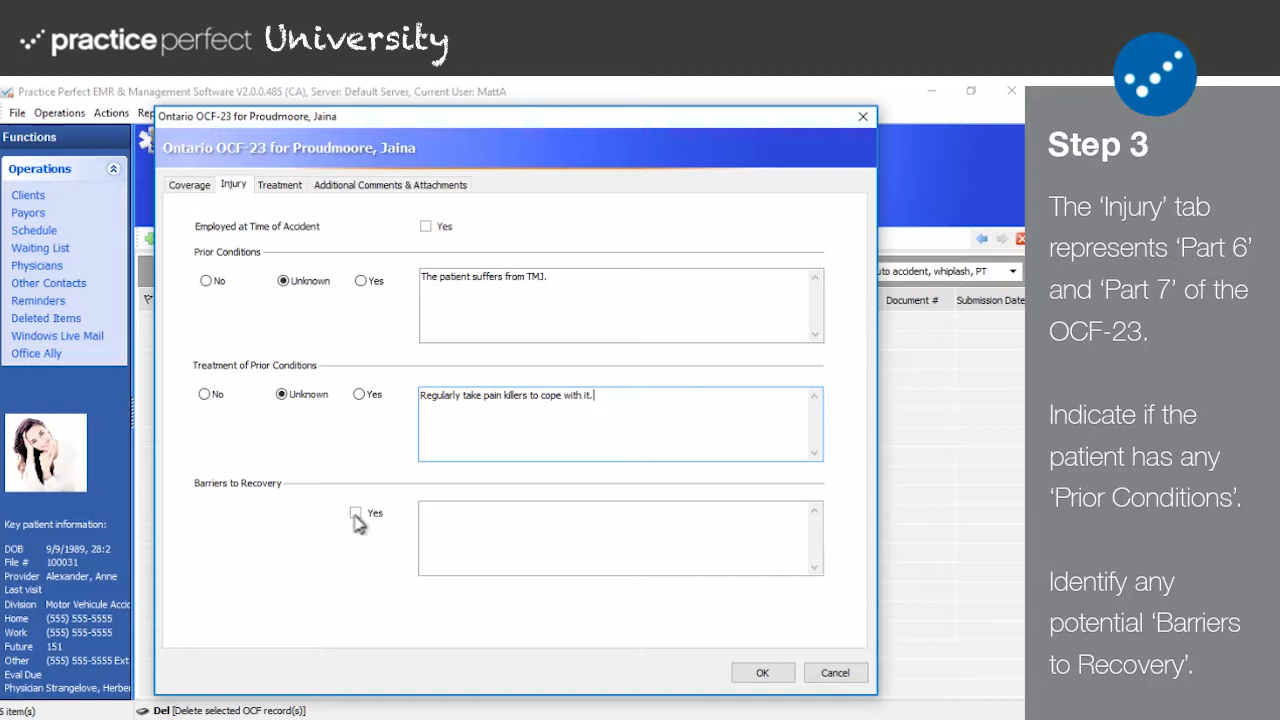 practice perfect University
Practice Perfect EMR & Management Software V2.0.0.485 (CA), Server: Default Server, Current User: MattA
File Operations Actions Rep
Functions
Operations
Clients
Payors
Schedule
Waiting List
Physicians
Other Contacts
Reminders
Deleted Items
Windows Live Mail
Office Ally
Key patient information:
DOB 9/9/1989, 28:2
File # 100031
Provider Alexander, Anne
Last visit
Division Motor Vehicule Accid
Home (555) 555-5555
Work (555) 555-5555
Future 151
Other (555) 555-5555 Ext
Eval Due
Physician Strangelove, Herber
6 item(s)
Ontario OCF-23 for Proudmoore, Jaina
Ontario OCF-23 for Proudmoore, Jaina
Coverage Injury Treatment Additional Comments & Attachments
Employed at Time of Accident Yes
Prior Conditions
No Unknown Yes The patient suffers from TMJ.
Treatment of Prior Conditions
No Unknown Yes Regularly take pain killers to cope with it.
Barriers to Recovery
Yes
OK Cancel
uto accident, whiplash, PT
Document # Submission Date
Del [Delete selected OCF record(s)]
Step 3
The ‘Injury’ tab
represents ‘Part 6’
and ‘Part 7’ of the
OCF-23.
Indicate if the
patient has any
‘Prior Conditions’.
Identify any
potential ‘Barriers
to Recovery’.